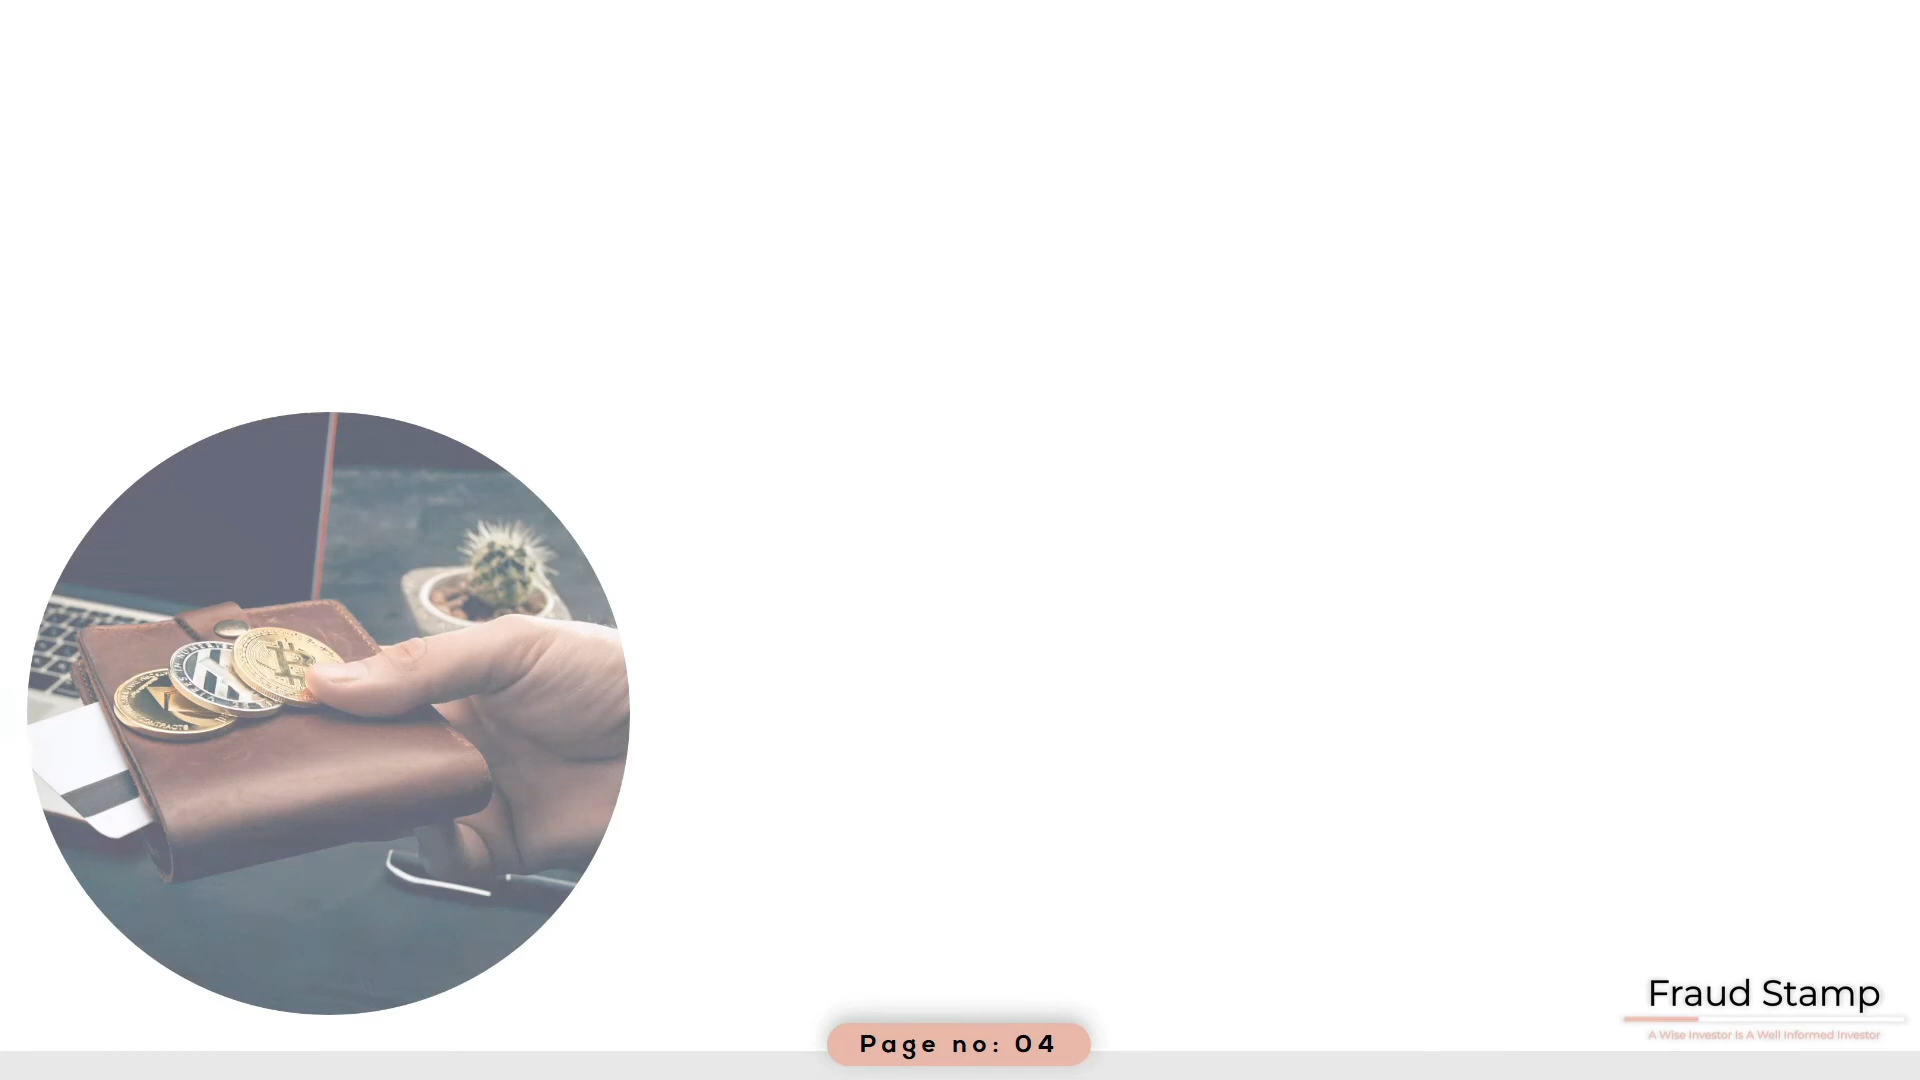 Page no: 04
Fraud Stamp
A Wise Investor Is A Well Informed Investor